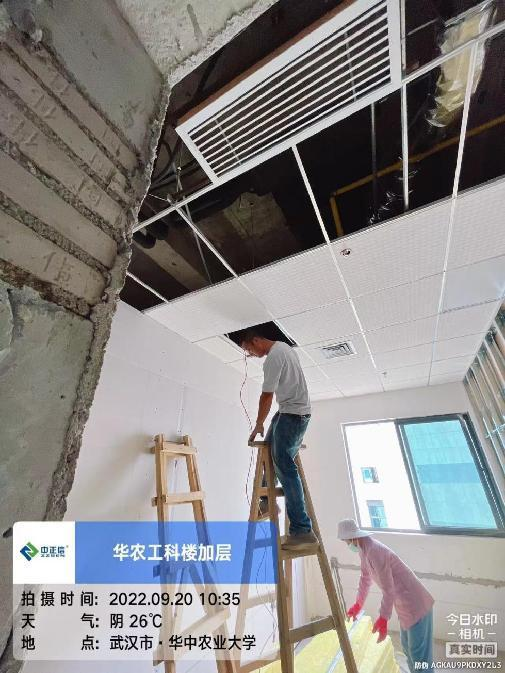 中正信
华农工科楼加层
拍摄时间: 2022.09.20 10:35
天 气: 阴 26℃
地 点: 武汉市·华中农业大学
今日水印
-相机-
真实时间
防伪 AGKAU9PKDXY2L3